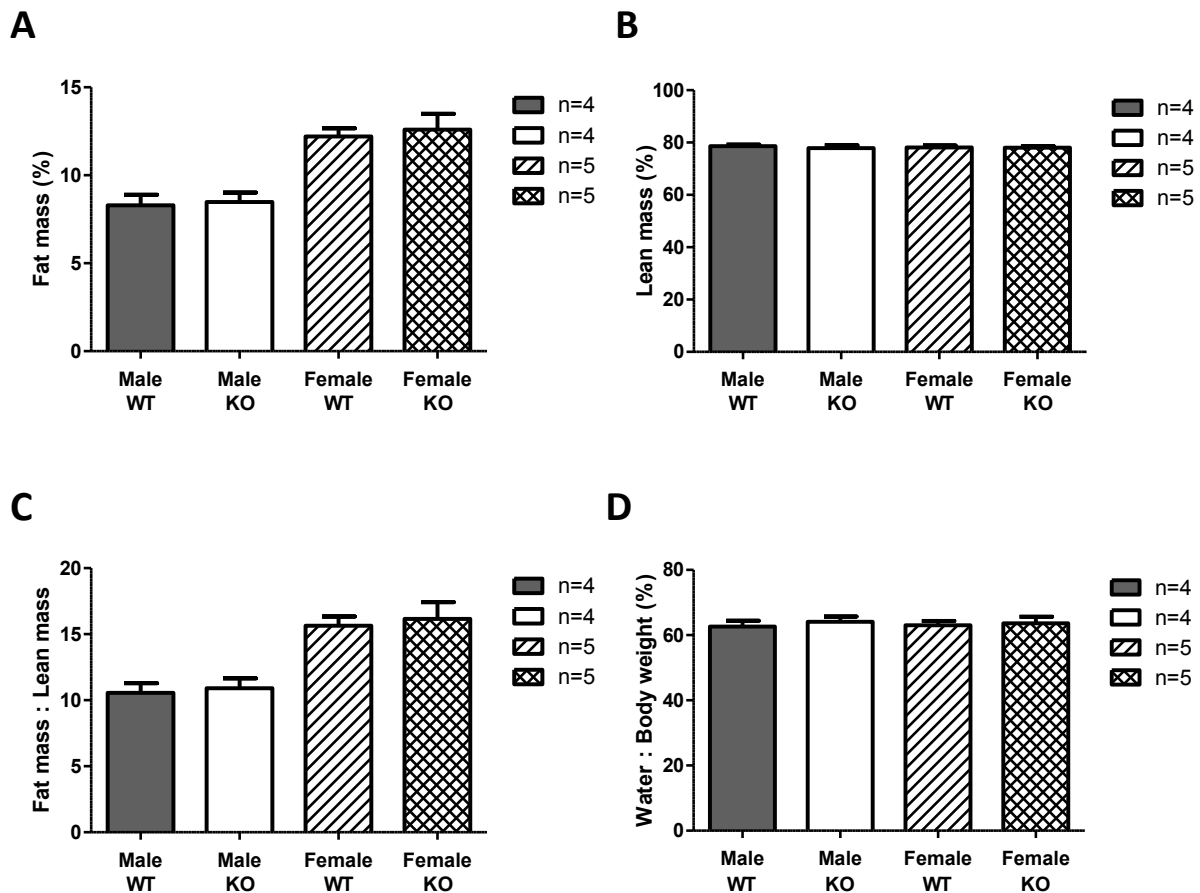 A
Fat mass (%)
15
10
5
0
Male
WT
Male
KO
Female
WT
Female
KO
n=4
n=4
n=5
n=5
B
Lean mass (%)
100
80
60
40
20
0
Male
WT
Male
KO
Female
WT
Female
KO
n=4
n=4
n=5
n=5
C
Fat mass : Lean mass
20
15
10
5
0
Male
WT
Male
KO
Female
WT
Female
KO
n=4
n=4
n=5
n=5
D
Water : Body weight (%)
80
60
40
20
0
Male
WT
Male
KO
Female
WT
Female
KO
n=4
n=4
n=5
n=5